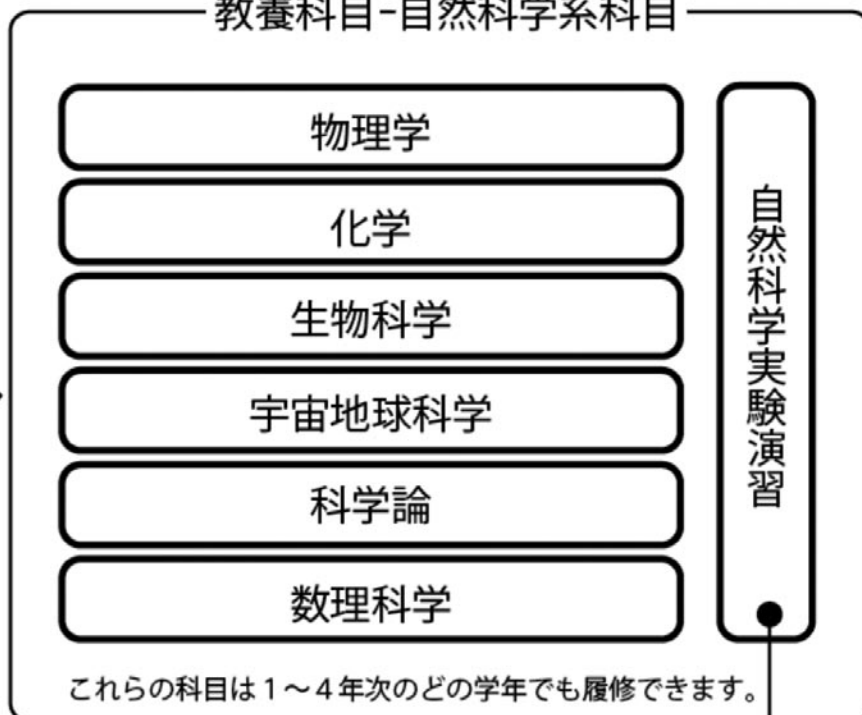 教養科目-自然科学系科目
物理学
化学
生物科学
宇宙地球科学
科学論
数理科学
自然科学実験演習
これらの科目は1〜4年次のどの学年でも履修できます。